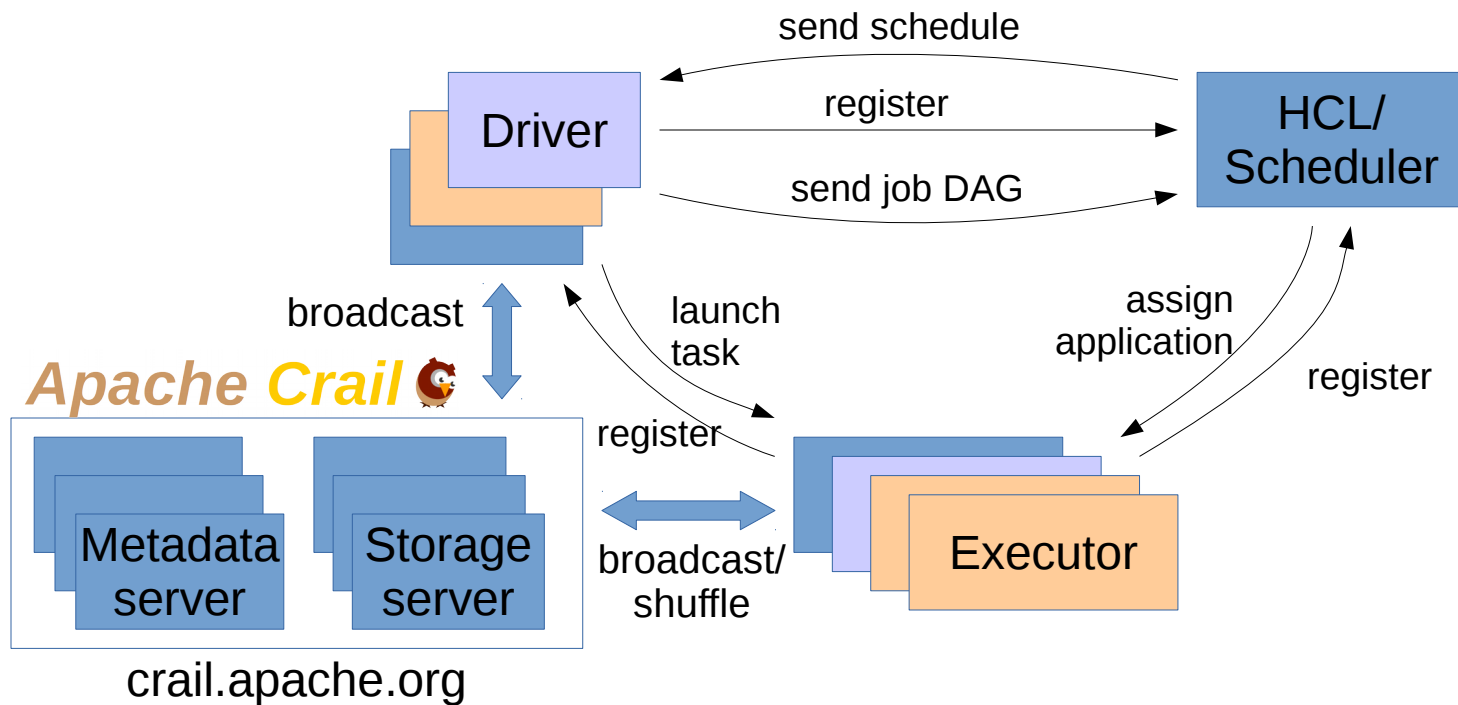 send schedule
register
send job DAG
Driver
HCL/
Scheduler
broadcast
launch
task
assign
application
register
Apache Crail
register
Metadata
server
Storage
server
broadcast/
shuffle
Executor
crail.apache.org